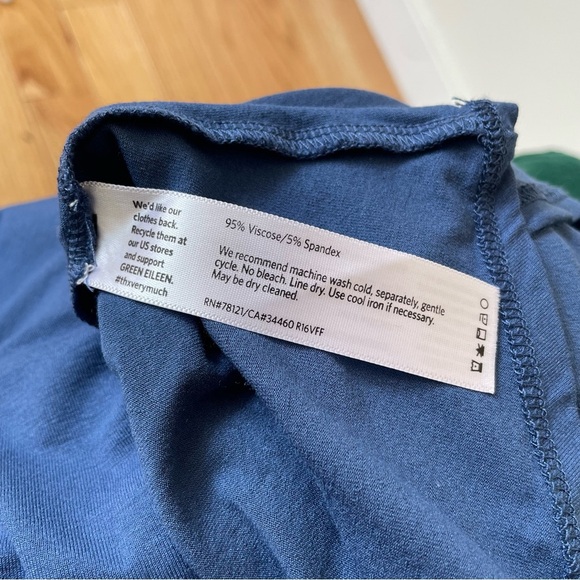 We'd like our
clothes back.
Recycle them at
our US stores
and support
GREEN EILEEN.
#thxverymuch
95% Viscose/5% Spandex
We recommend machine wash cold, separately, gentle
cycle. No bleach. Line dry. Use cool iron if necessary.
May be dry cleaned.
RN#78121/CA#34460 R16VFF